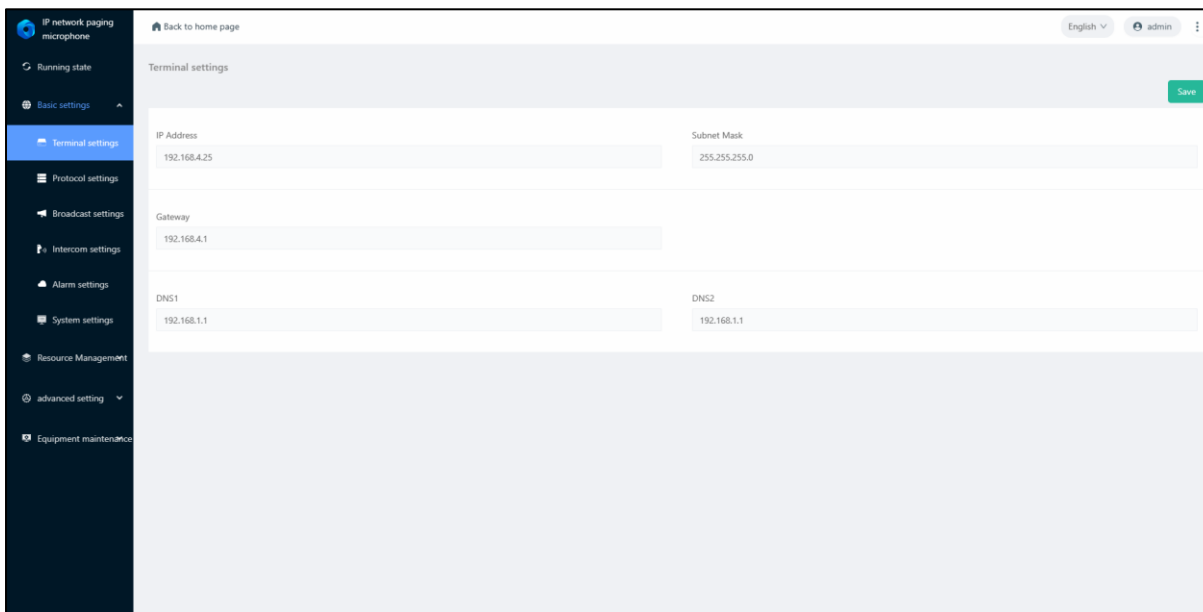 IP network paging
microphone
Back to home page
English
admin
Running state
Terminal settings
Save
Basic settings
Terminal settings
Protocol settings
Broadcast settings
Intercom settings
Alarm settings
System settings
Resource Management
advanced setting
Equipment maintenance
IP Address
Subnet Mask
192.168.4.25
255.255.255.0
Gateway
192.168.4.1
DNS1
DNS2
192.168.1.1
192.168.1.1